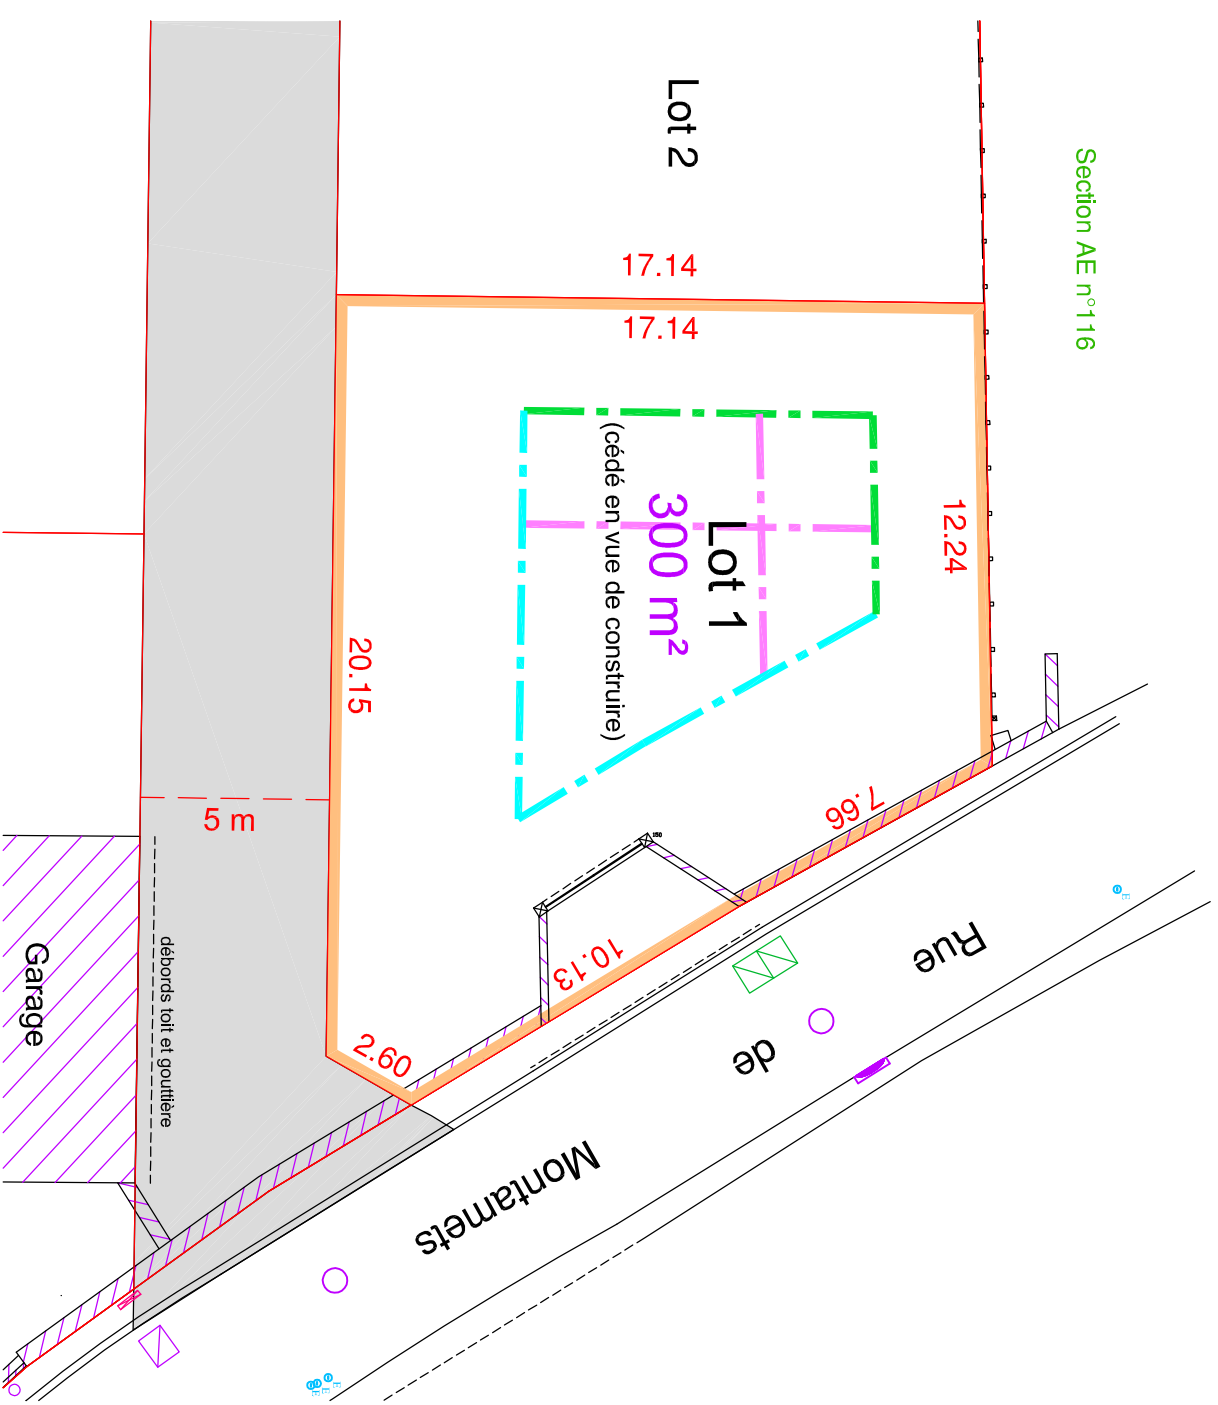 Lot 2
Section AE n°116
17.14
17.14
12.24
Lot 1
300 m²
(cédé en vue de construire)
20.15
7.66
5 m
150
10.13
2.60
Garage
débords toit et gouttière
Rue
de
Montamets
E
E
E
E